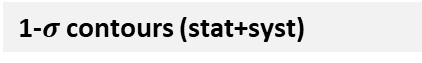 1-σ contours (stat+syst)